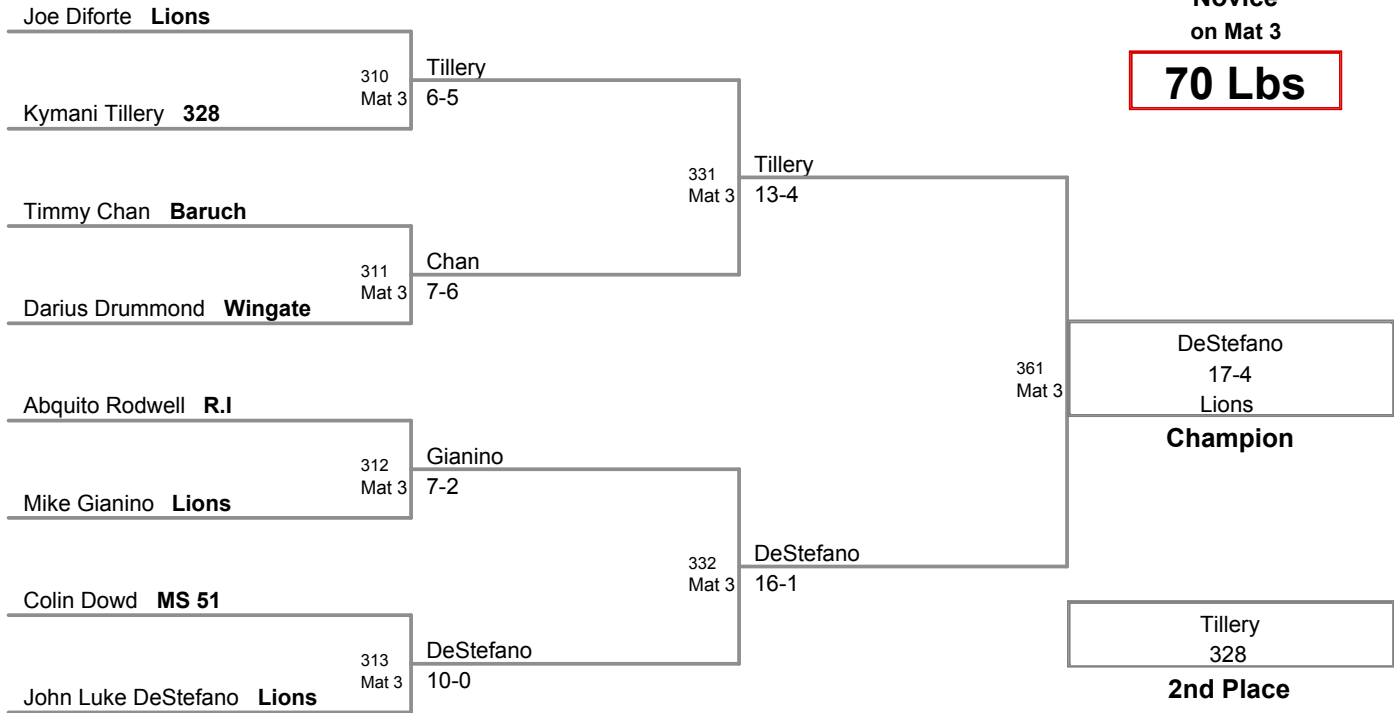 Novice
on Mat 3
70 Lbs
Joe Diforte Lions
310
Mat 3
Tillery
6-5
Kymani Tillery 328
331
Mat 3
Tillery
13-4
Timmy Chan Baruch
311
Mat 3
Chan
7-6
Darius Drummond Wingate
361
Mat 3
DeStefano
17-4
Lions
Champion
Abquito Rodwell R.I
312
Mat 3
Gianino
7-2
Mike Gianino Lions
332
Mat 3
DeStefano
16-1
Colin Dowd MS 51
313
Mat 3
DeStefano
10-0
John Luke DeStefano Lions
Tillery
328
2nd Place